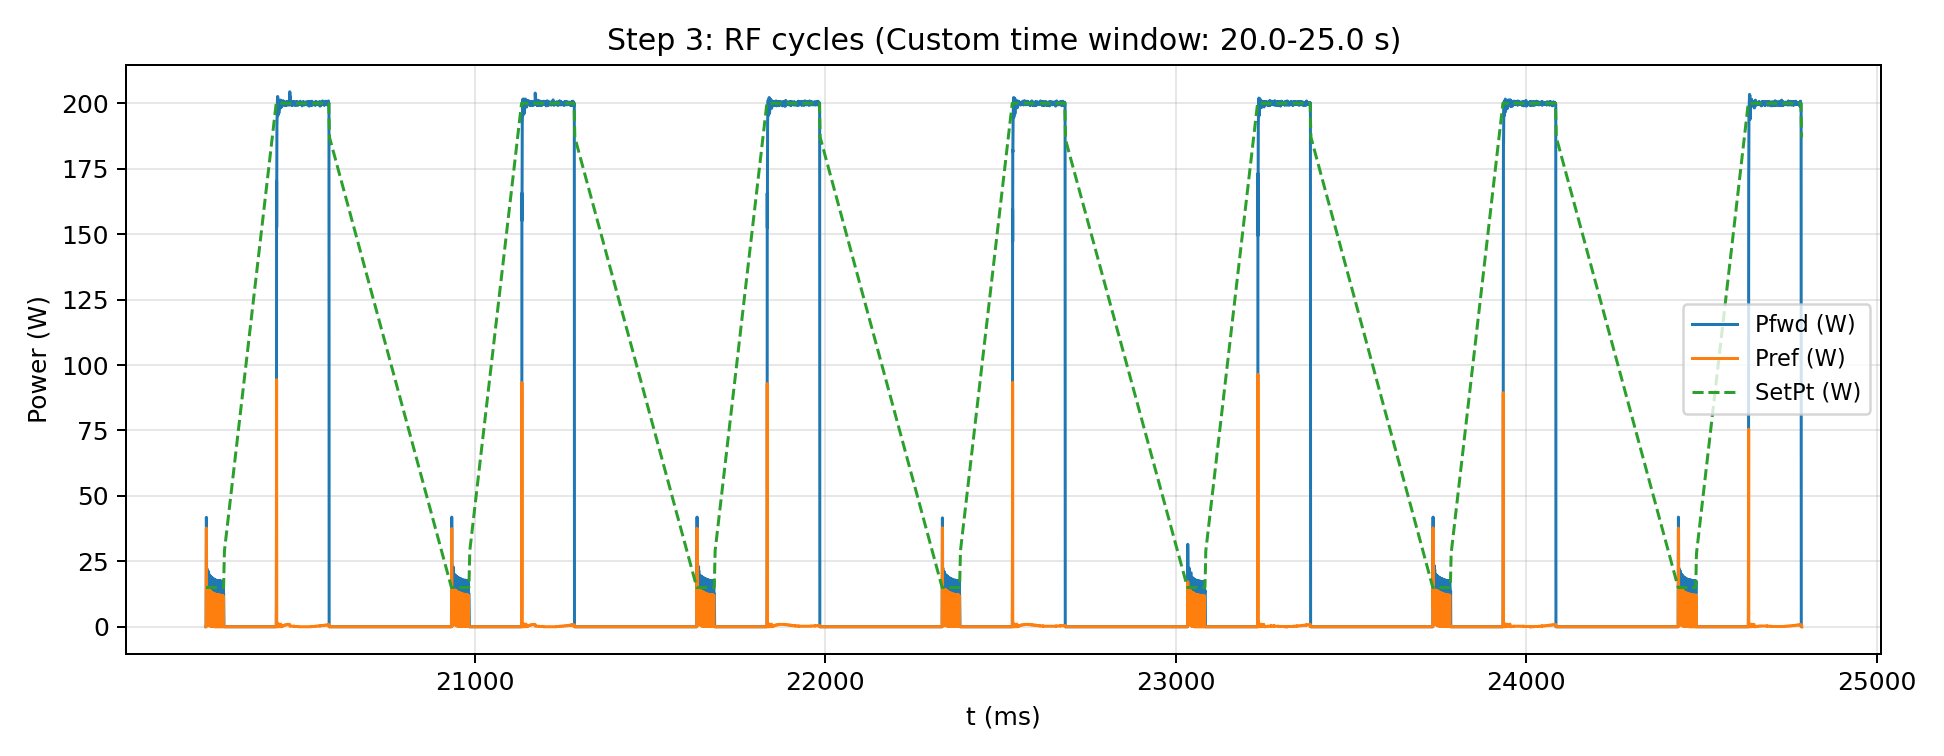 Step 3: RF cycles (Custom time window: 20.0-25.0 s)
Power (W)
200
175
150
125
100
75
50
25
0
Pfwd (W)
Pref (W)
SetPt (W)
21000 22000 23000 24000 25000
t (ms)